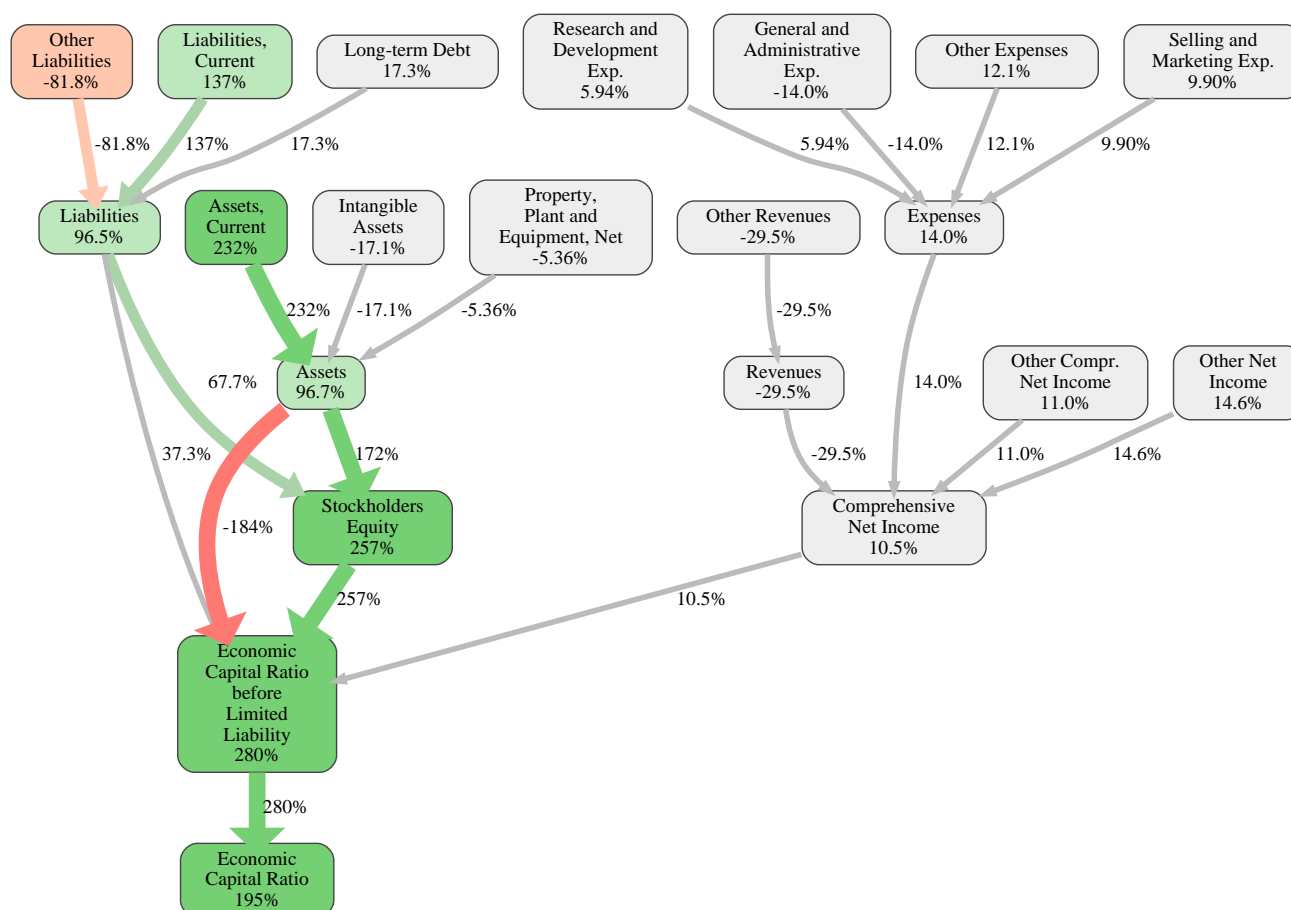 Other
Liabilities
-81.8%
Liabilities,
Current
137%
Long-term Debt
17.3%
Research and
Development
Exp.
5.94%
General and
Administrative
Exp.
-14.0%
Other Expenses
12.1%
Selling and
Marketing Exp.
9.90%
-81.8%
137%
17.3%
5.94%
-14.0%
12.1%
9.90%
Liabilities
96.5%
Assets,
Current
232%
Intangible
Assets
-17.1%
Property,
Plant and
Equipment, Net
-5.36%
Other Revenues
-29.5%
Expenses
14.0%
232%
-17.1%
-5.36%
-29.5%
67.7%
Assets
96.7%
Revenues
-29.5%
14.0%
Other Compr.
Net Income
11.0%
Other Net
Income
14.6%
37.3%
172%
-29.5%
11.0%
14.6%
-184%
Stockholders
Equity
257%
Comprehensive
Net Income
10.5%
257%
10.5%
Economic
Capital Ratio
before
Limited
Liability
280%
280%
Economic
Capital Ratio
195%